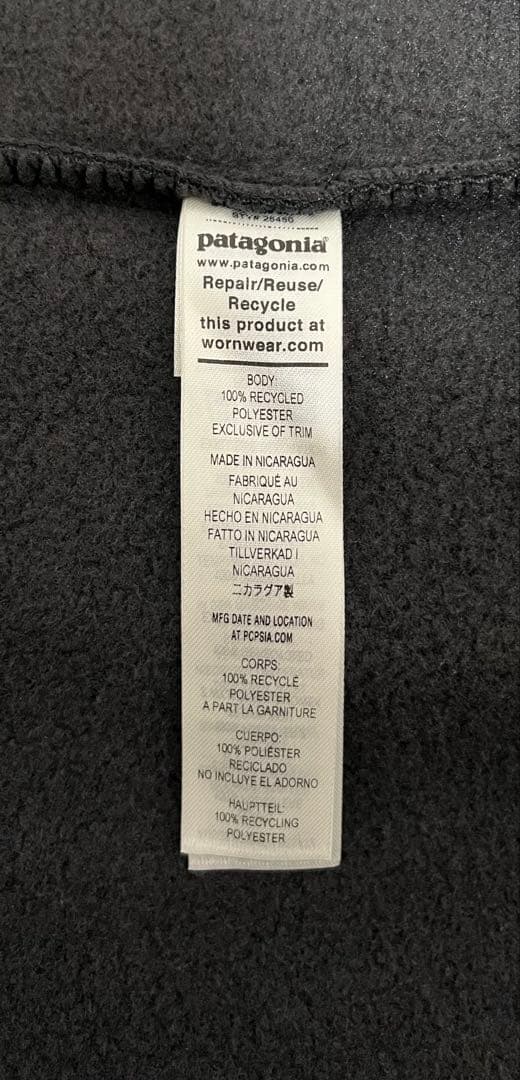 STY# 25450
patagonia®
www.patagonia.com
Repair/Reuse/
Recycle
this product at
wornwear.com
BODY:
100% RECYCLED
POLYESTER
EXCLUSIVE OF TRIM
MADE IN NICARAGUA
FABRIQUÉ AU
NICARAGUA
HECHO EN NICARAGUA
FATTO IN NICARAGUA
TILLVERKAD I
NICARAGUA
ニカラグア製
MFG DATE AND LOCATION
AT PCPSIA.COM
CORPS:
100% RECYCLÉ
POLYESTER
A PART LA GARNITURE
CUERPO:
100% POLIÉSTER
RECICLADO
NO INCLUYE EL ADORNO
HAUPTTEIL:
100% RECYCLING
POLYESTER